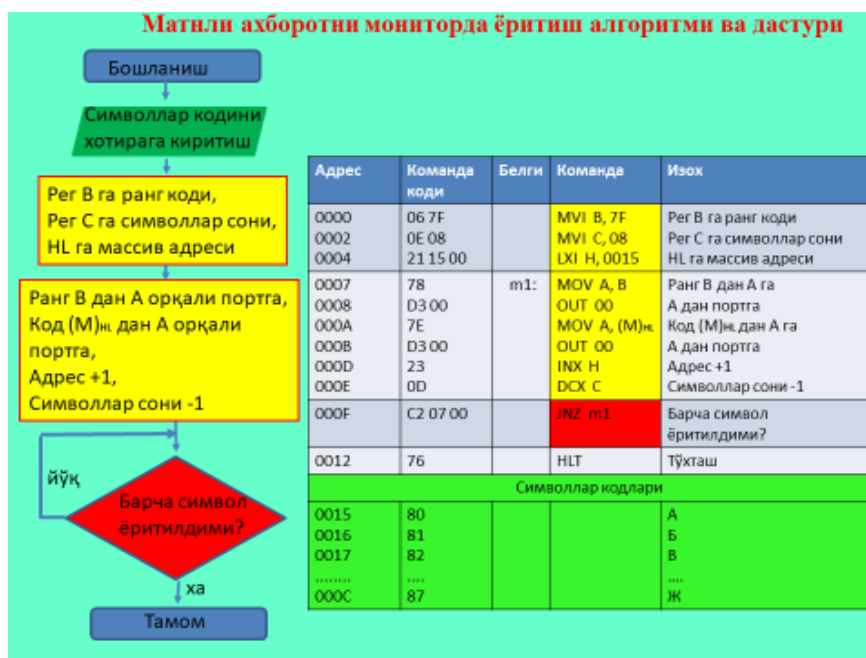 Матнли ахборотни мониторда ёритиш алгоритми ва дастури
Бошланиш
Символлар кодини
хотирага киритиш
Рег В га ранг коди,
Рег С га символлар сони,
HL га массив адреси
Ранг В дан А орқали портга,
Код (М)HL дан А орқали
портга,
Адрес +1,
Символлар сони -1
йўқ
Барча символ
ёритилдими?
ха
Тамом
Адрес Команда коди Белги Команда Изох
0000 06 7F MVI B, 7F Рег В га ранг коди
0002 0E 08 MVI C, 08 Рег С га символлар сони
0004 21 15 00 LXI H, 0015 HL га массив адреси
0007 78 m1: MOV A, B Ранг В дан А га
0008 D3 00 OUT 00 А дан портга
000A 7E MOV A, (M)HL Код (М)HL дан А га
000B D3 00 OUT 00 А дан портга
000D 23 INX H Адрес +1
000E 0D DCX C Символлар сони -1
000F C2 07 00 JNZ m1 Барча символ ёритилдими?
0012 76 HLT Тўхташ
Символлар кодлари
0015 80 А
0016 81 Б
0017 82 В
........ .... ....
000C 87 Ж